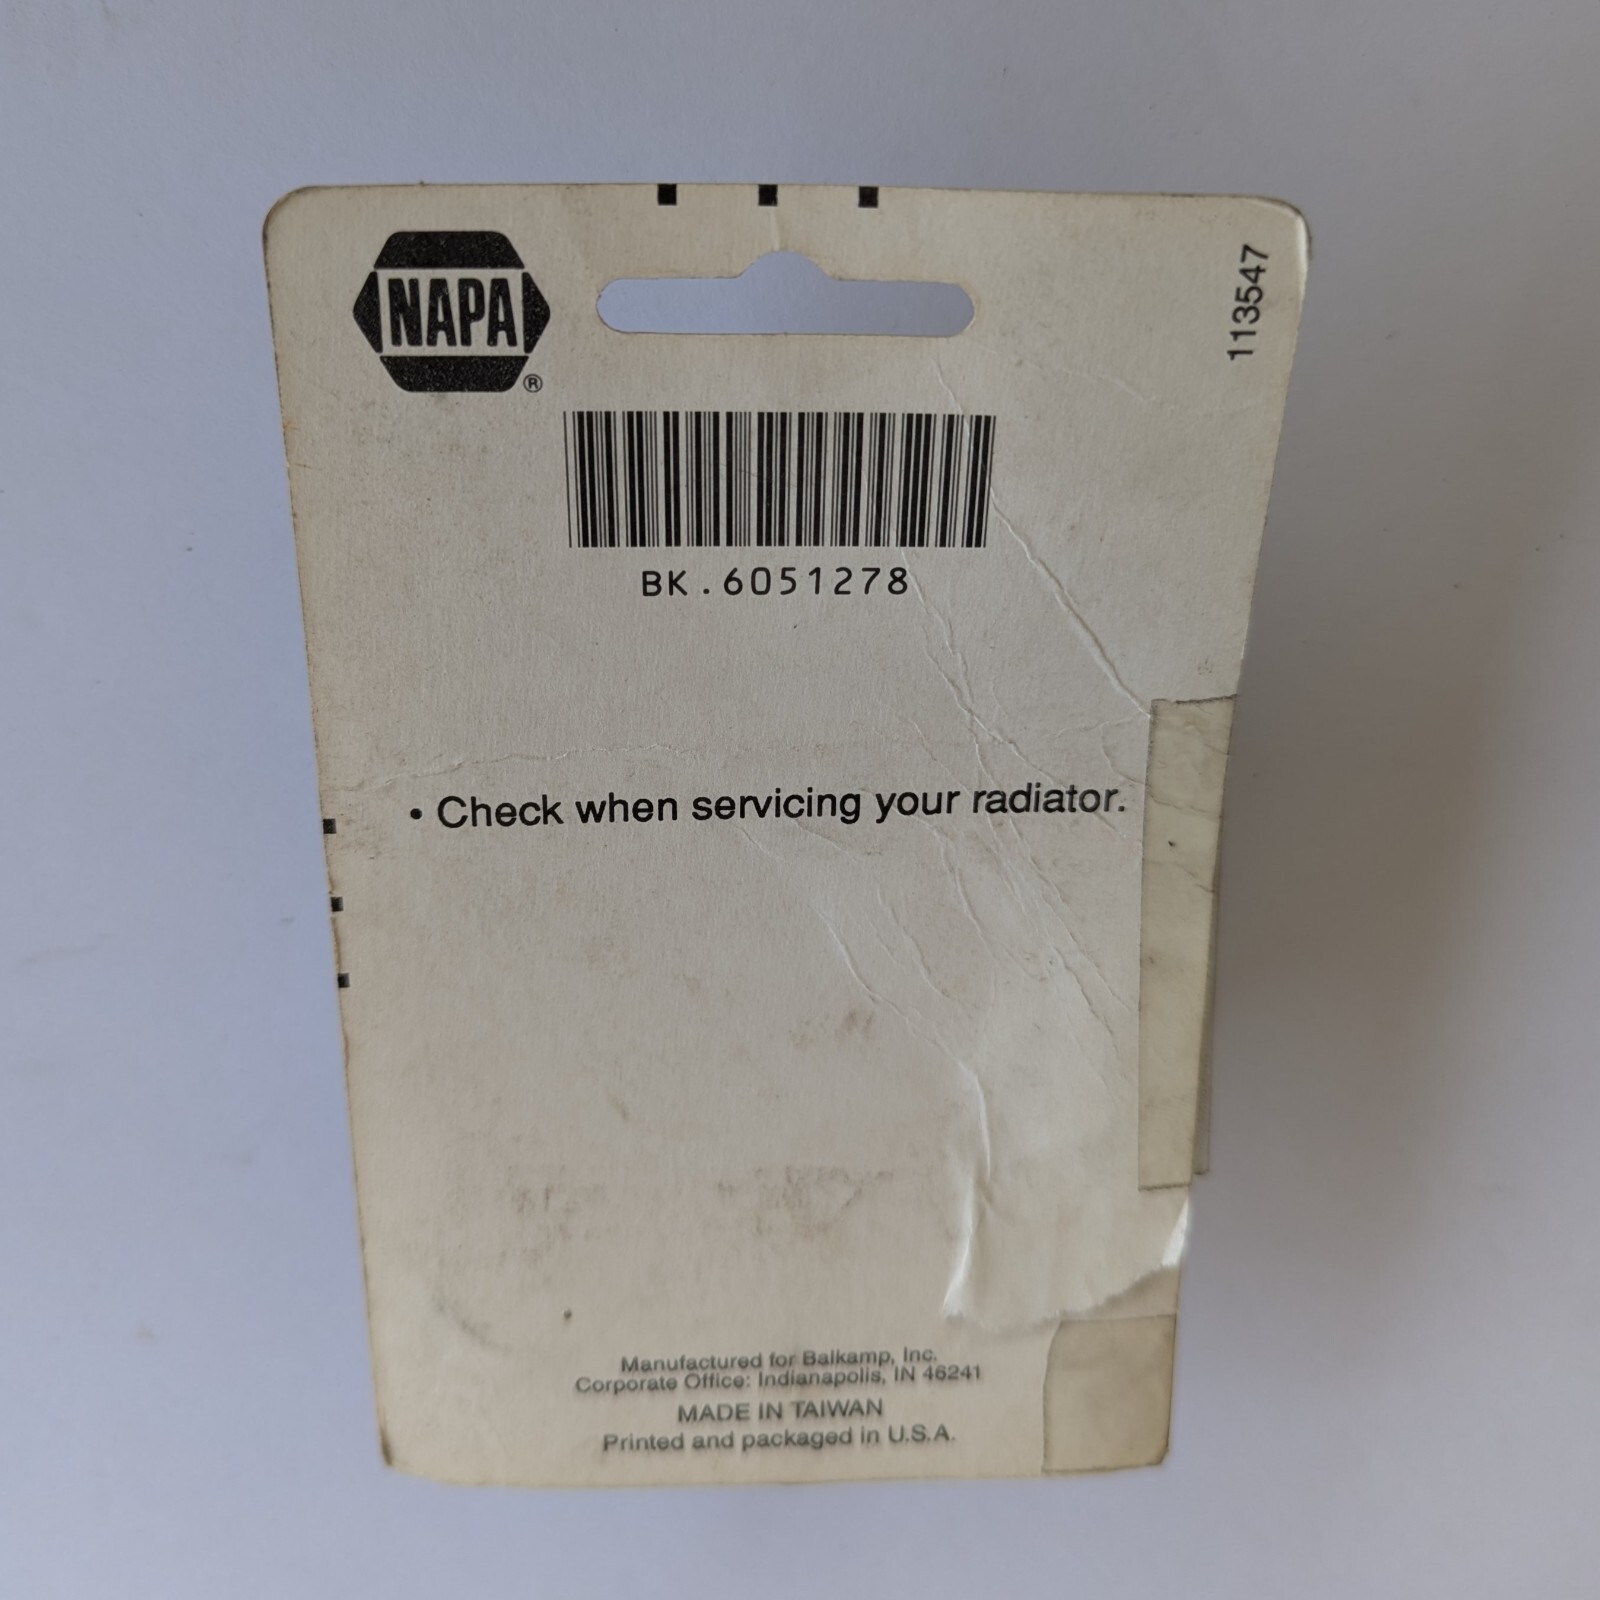 NAPA®
113547
BK.6051278
• Check when servicing your radiator.
Manufactured for Balkamp, Inc.
Corporate Office: Indianapolis, IN 46241
MADE IN TAIWAN
Printed and packaged in U.S.A.